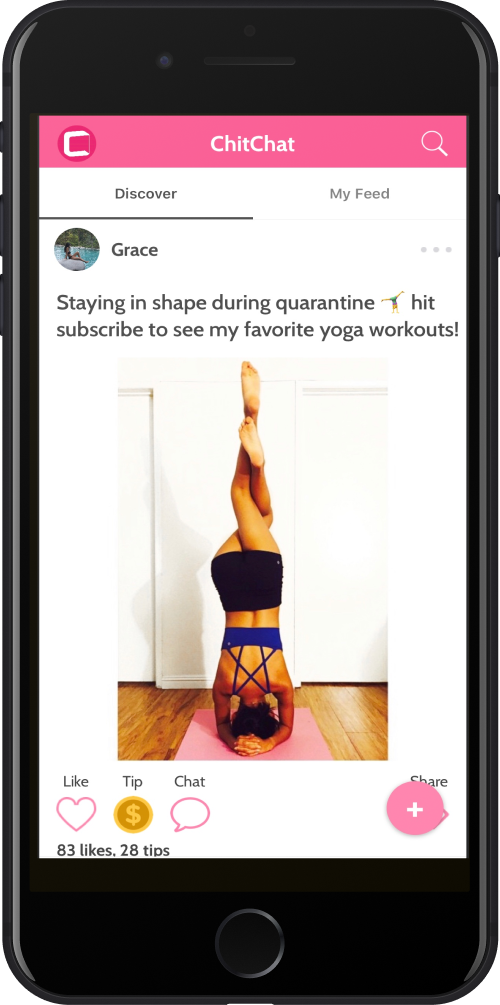 ChitChat
Discover
My Feed
Grace
Staying in shape during quarantine 🤸 hit
subscribe to see my favorite yoga workouts!
Like
Tip
Chat
Share
$
+
83 likes, 28 tips